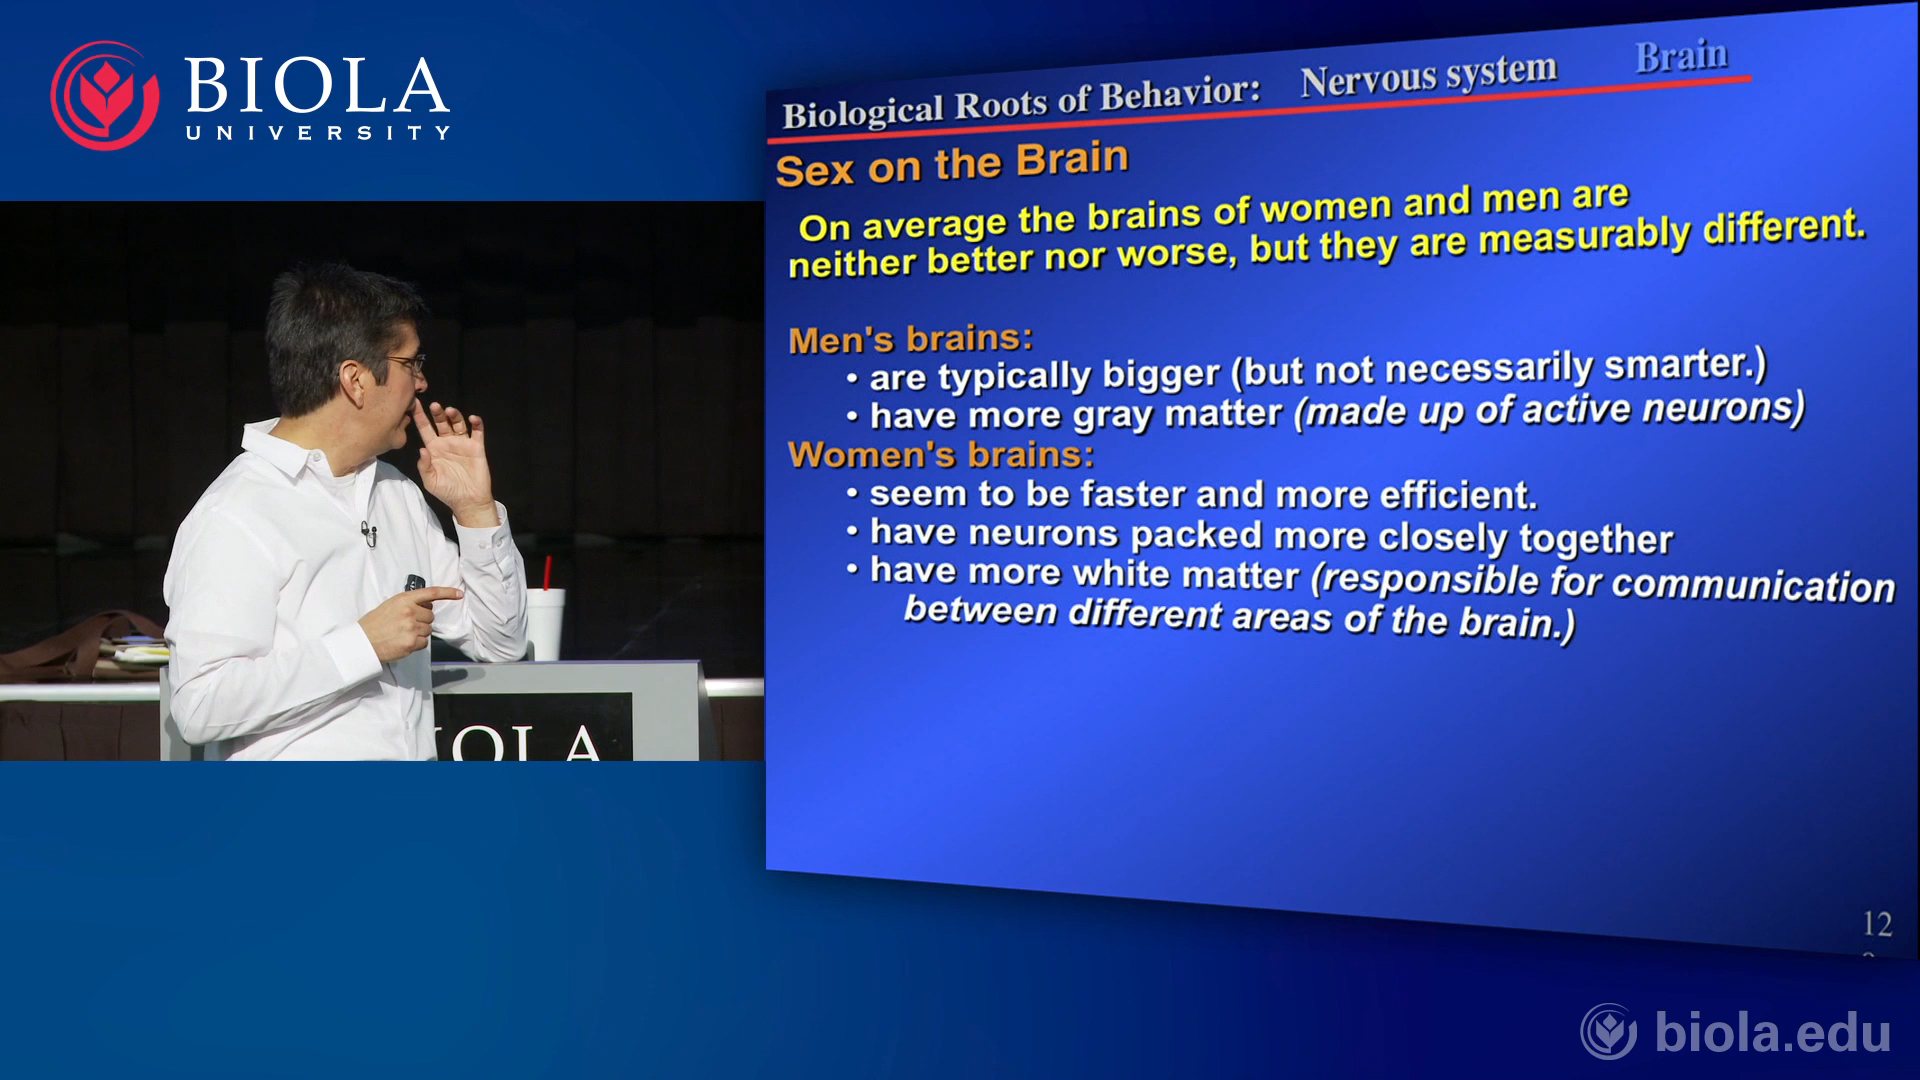 BIOLA
UNIVERSITY
Biological Roots of Behavior: Nervous system Brain
Sex on the Brain
On average the brains of women and men are
neither better nor worse, but they are measurably different.
Men's brains:
• are typically bigger (but not necessarily smarter.)
• have more gray matter (made up of active neurons)
Women's brains:
• seem to be faster and more efficient.
• have neurons packed more closely together
• have more white matter (responsible for communication
between different areas of the brain.)
12
biola.edu